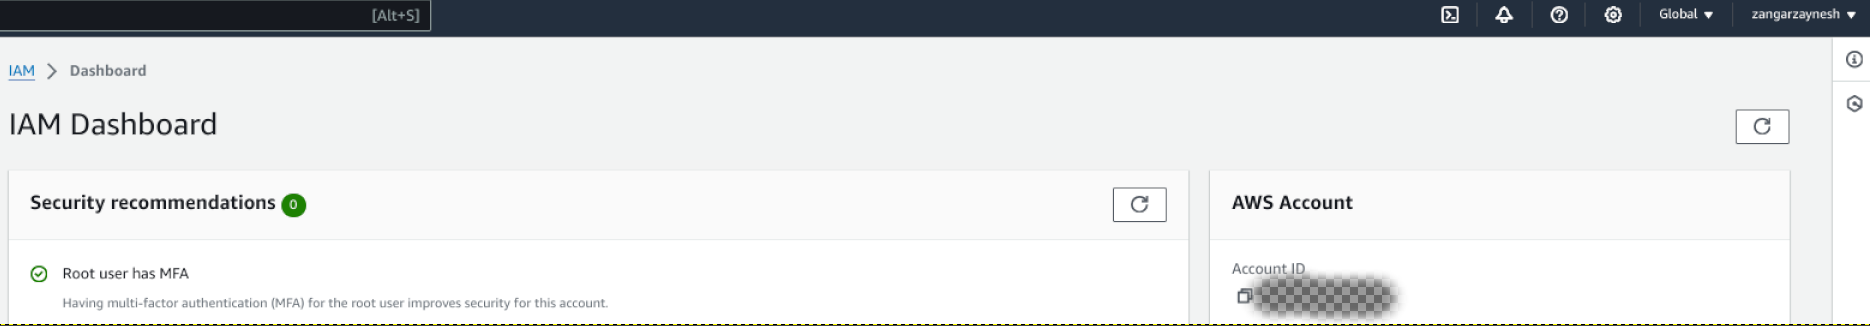 [Alt+S]
Global
zangarzaynesh
IAM
Dashboard
IAM Dashboard
Security recommendations 0
Root user has MFA
Having multi-factor authentication (MFA) for the root user improves security for this account.
AWS Account
Account ID